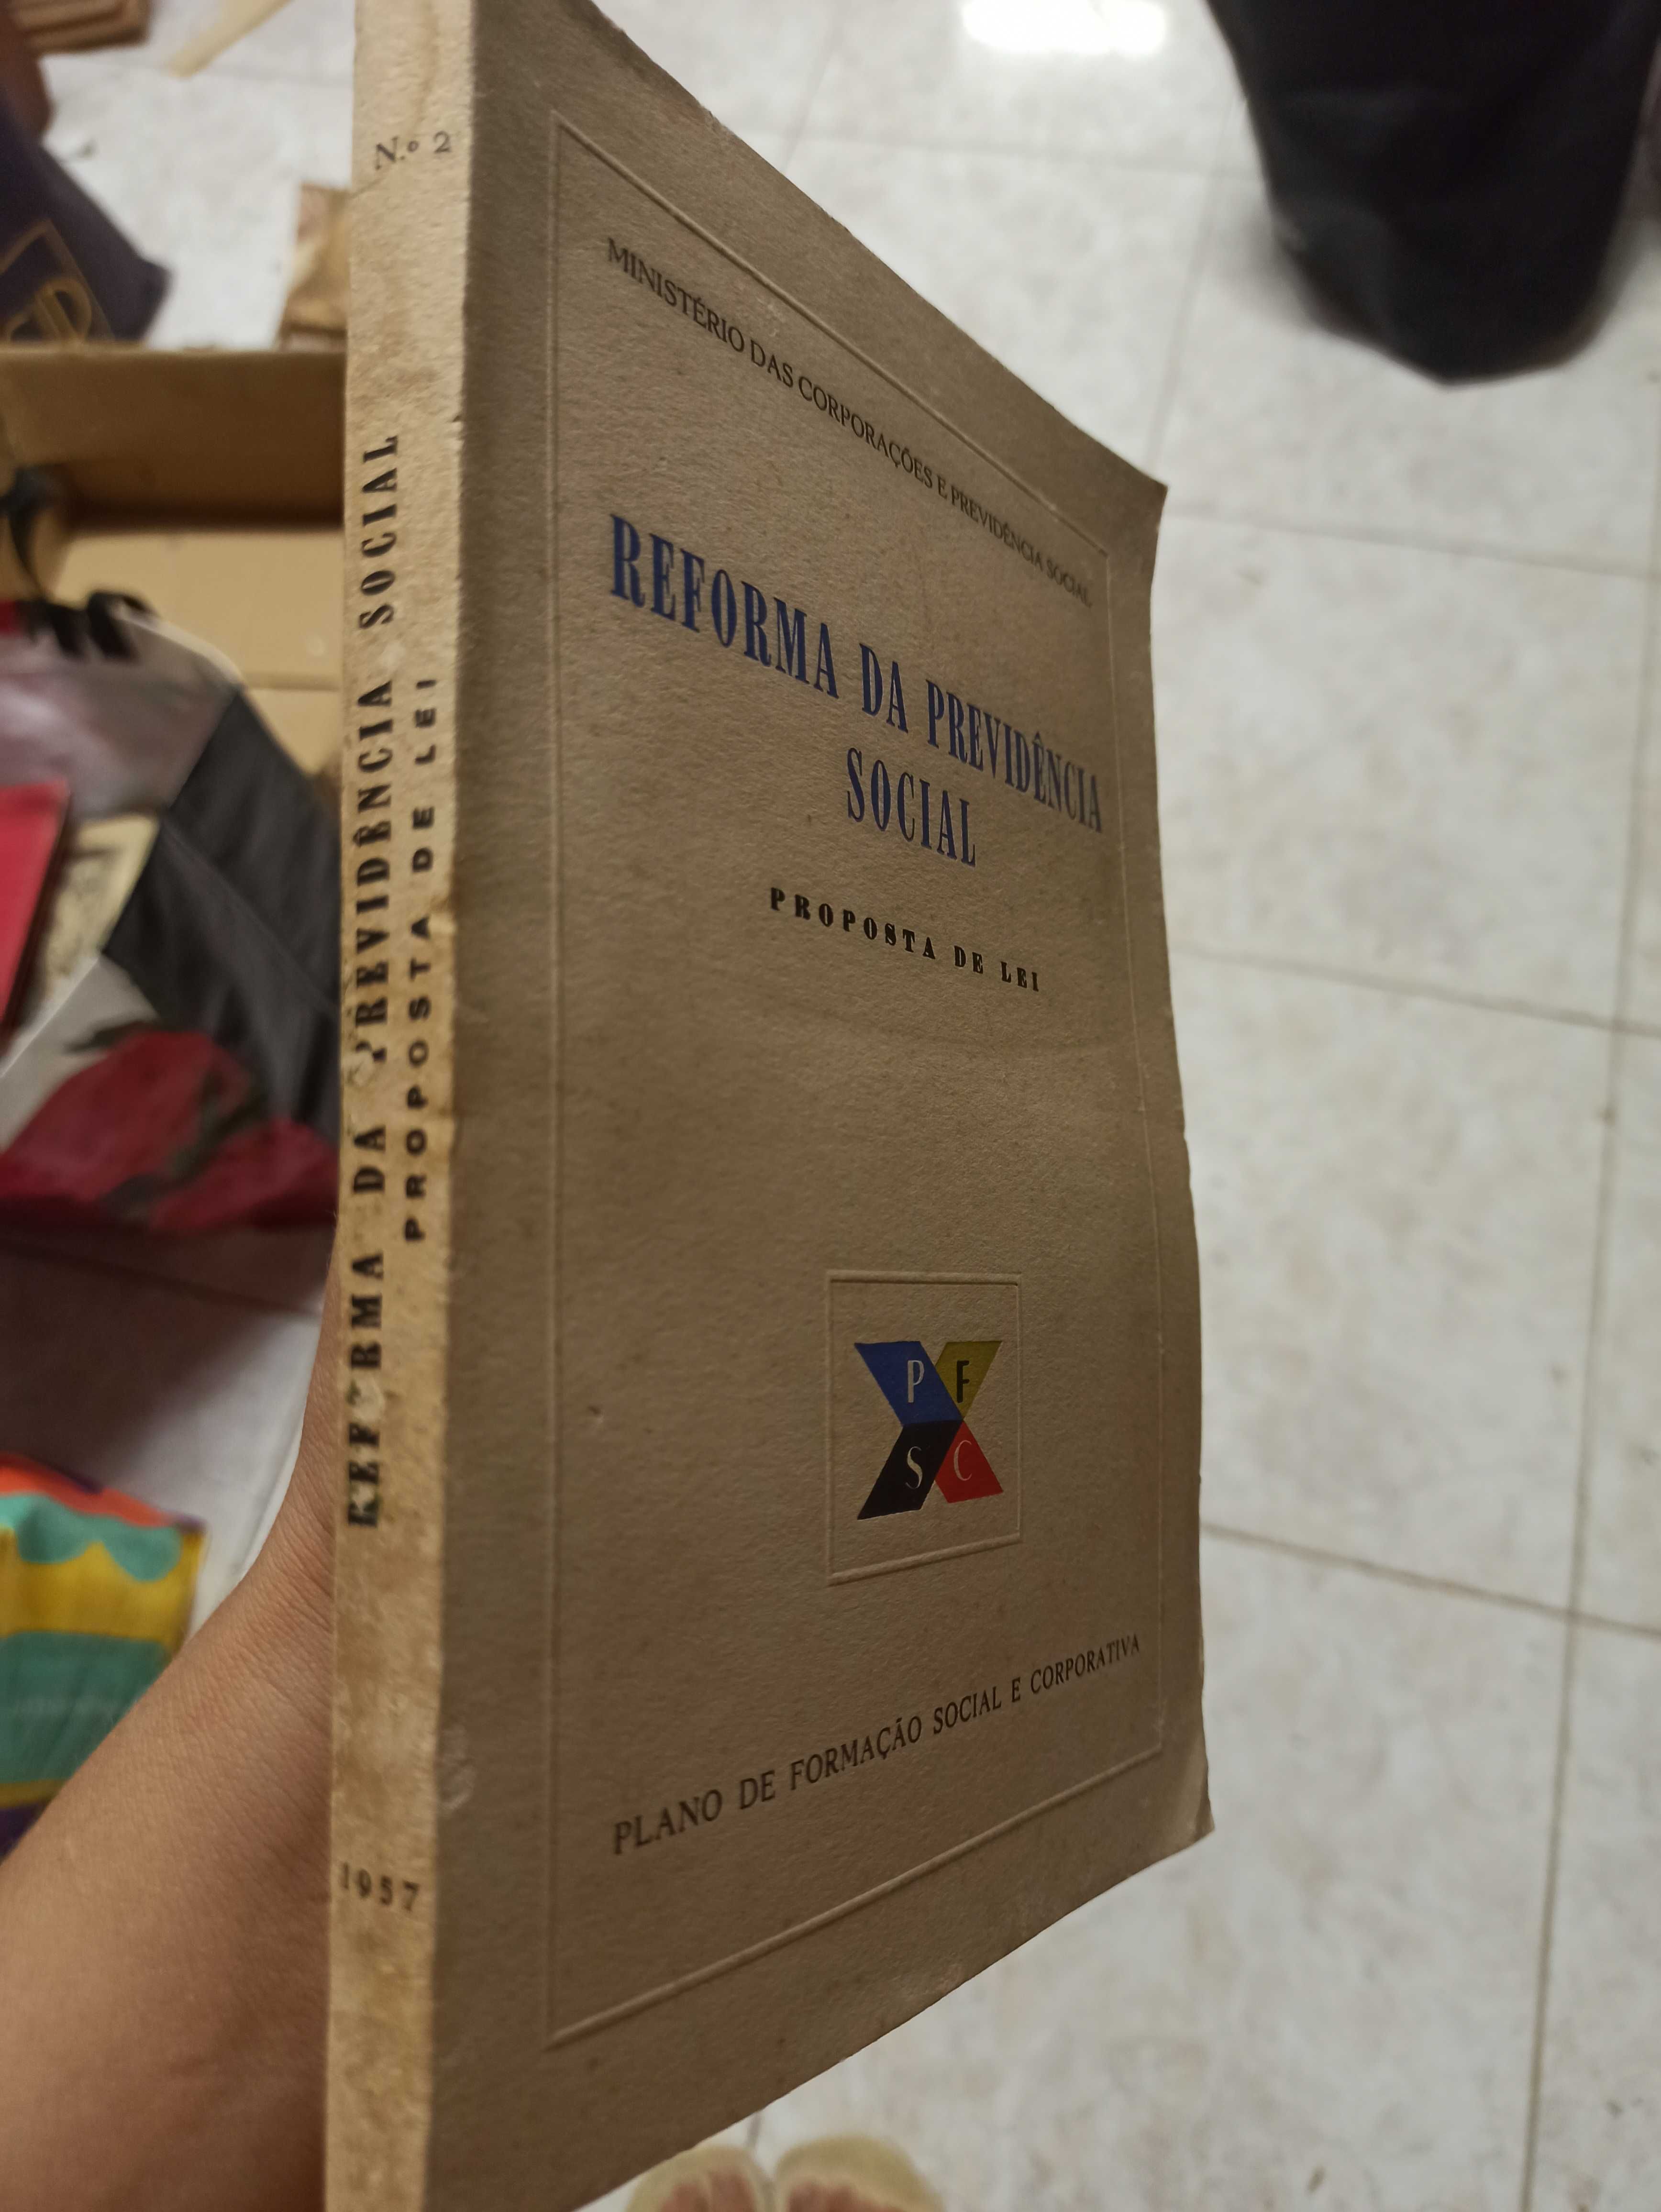 N.º 2
REFORMA DA PREVIDÊNCIA SOCIAL
PROPOSTA DE LEI
1957
MINISTÉRIO DAS CORPORAÇÕES E PREVIDÊNCIA SOCIAL
REFORMA DA PREVIDÊNCIA
SOCIAL
PROPOSTA DE LEI
P F
S C
PLANO DE FORMAÇÃO SOCIAL E CORPORATIVA